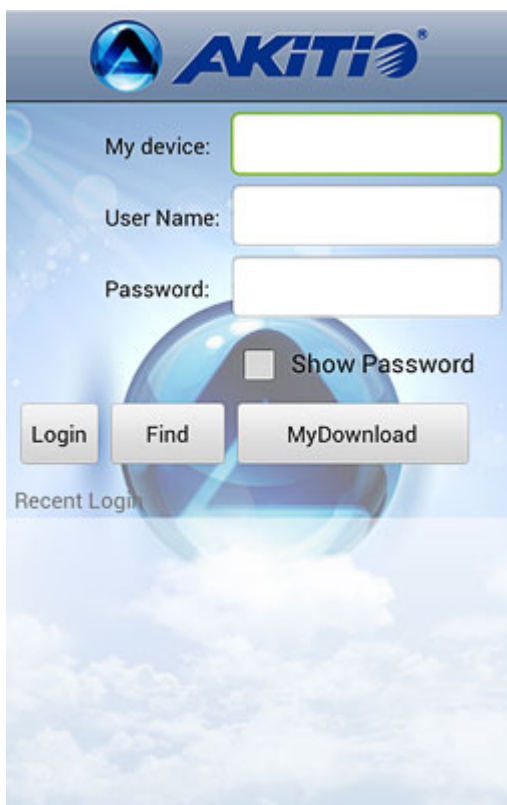 AKiTiO®
My device:
User Name:
Password:
Show Password
Login Find MyDownload
Recent Login